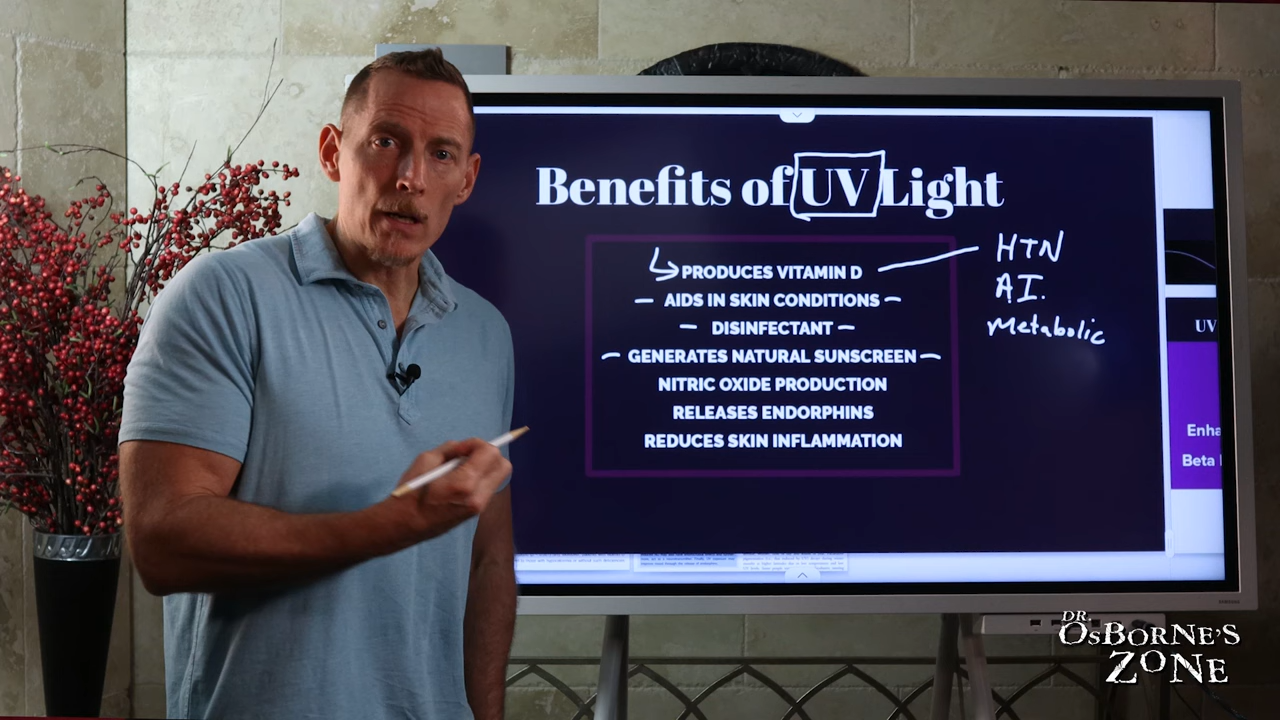 Benefits of UV Light
PRODUCES VITAMIN D
AIDS IN SKIN CONDITIONS
DISINFECTANT
GENERATES NATURAL SUNSCREEN
NITRIC OXIDE PRODUCTION
RELEASES ENDORPHINS
REDUCES SKIN INFLAMMATION
HTN
A.I.
Metabolic
UV
Enha
Beta
DR.
OSBORNE'S
ZONE